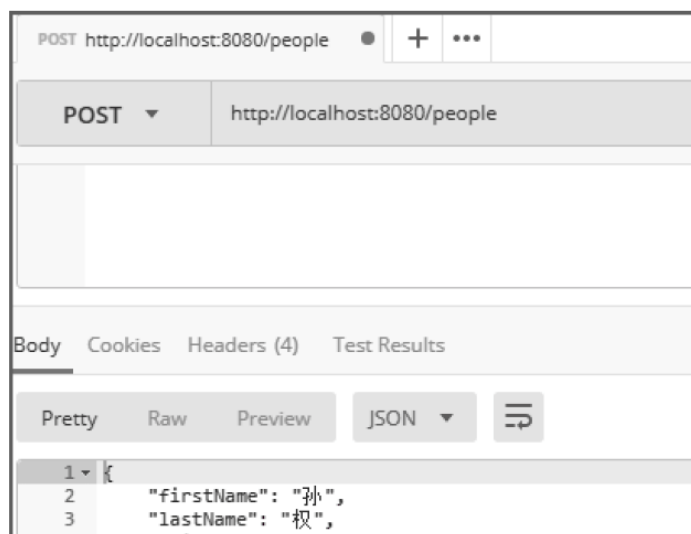 POST http://localhost:8080/people
POST http://localhost:8080/people
Body Cookies Headers (4) Test Results
Pretty Raw Preview JSON
1 {
2 "firstName": "孙",
3 "lastName": "权",